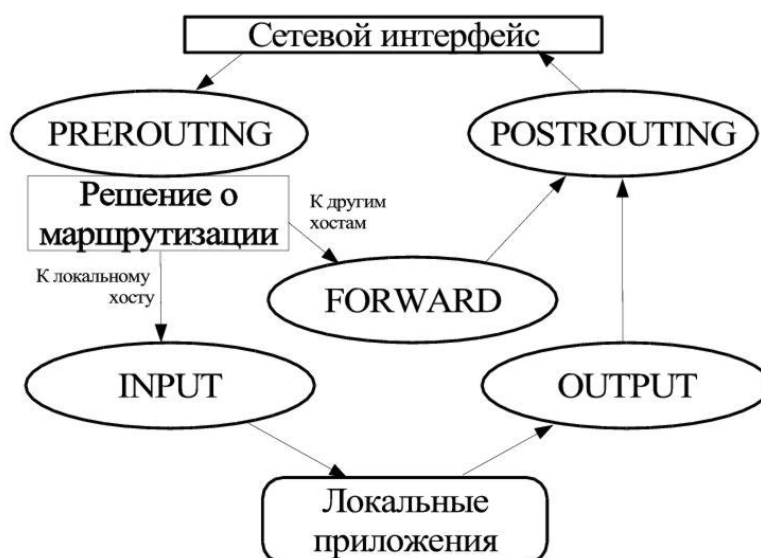 Сетевой интерфейс
PREROUTING
POSTROUTING
Решение о
маршрутизации
К другим
хостам
К локальному
хосту
FORWARD
INPUT
OUTPUT
Локальные
приложения